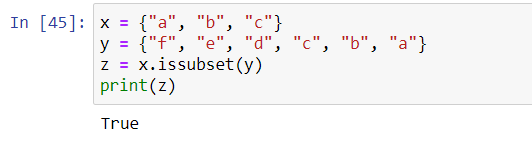 In [45]: x = {"a", "b", "c"}
y = {"f", "e", "d", "c", "b", "a"}
z = x.issubset(y)
print(z)
True